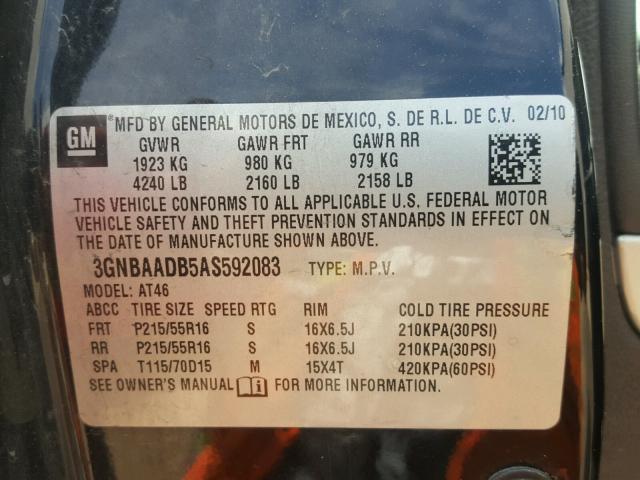 GM ® MFD BY GENERAL MOTORS DE MEXICO, S. DE R.L. DE C.V. 02/10
GVWR GAWR FRT GAWR RR
1923 KG 980 KG 979 KG
4240 LB 2160 LB 2158 LB
THIS VEHICLE CONFORMS TO ALL APPLICABLE U.S. FEDERAL MOTOR
VEHICLE SAFETY AND THEFT PREVENTION STANDARDS IN EFFECT ON
THE DATE OF MANUFACTURE SHOWN ABOVE.
3GNBAADB5AS592083 TYPE: M.P.V.
MODEL: AT46
ABCC TIRE SIZE SPEED RTG RIM COLD TIRE PRESSURE
FRT P215/55R16 S 16X6.5J 210KPA(30PSI)
RR P215/55R16 S 16X6.5J 210KPA(30PSI)
SPA T115/70D15 M 15X4T 420KPA(60PSI)
SEE OWNER'S MANUAL FOR MORE INFORMATION.